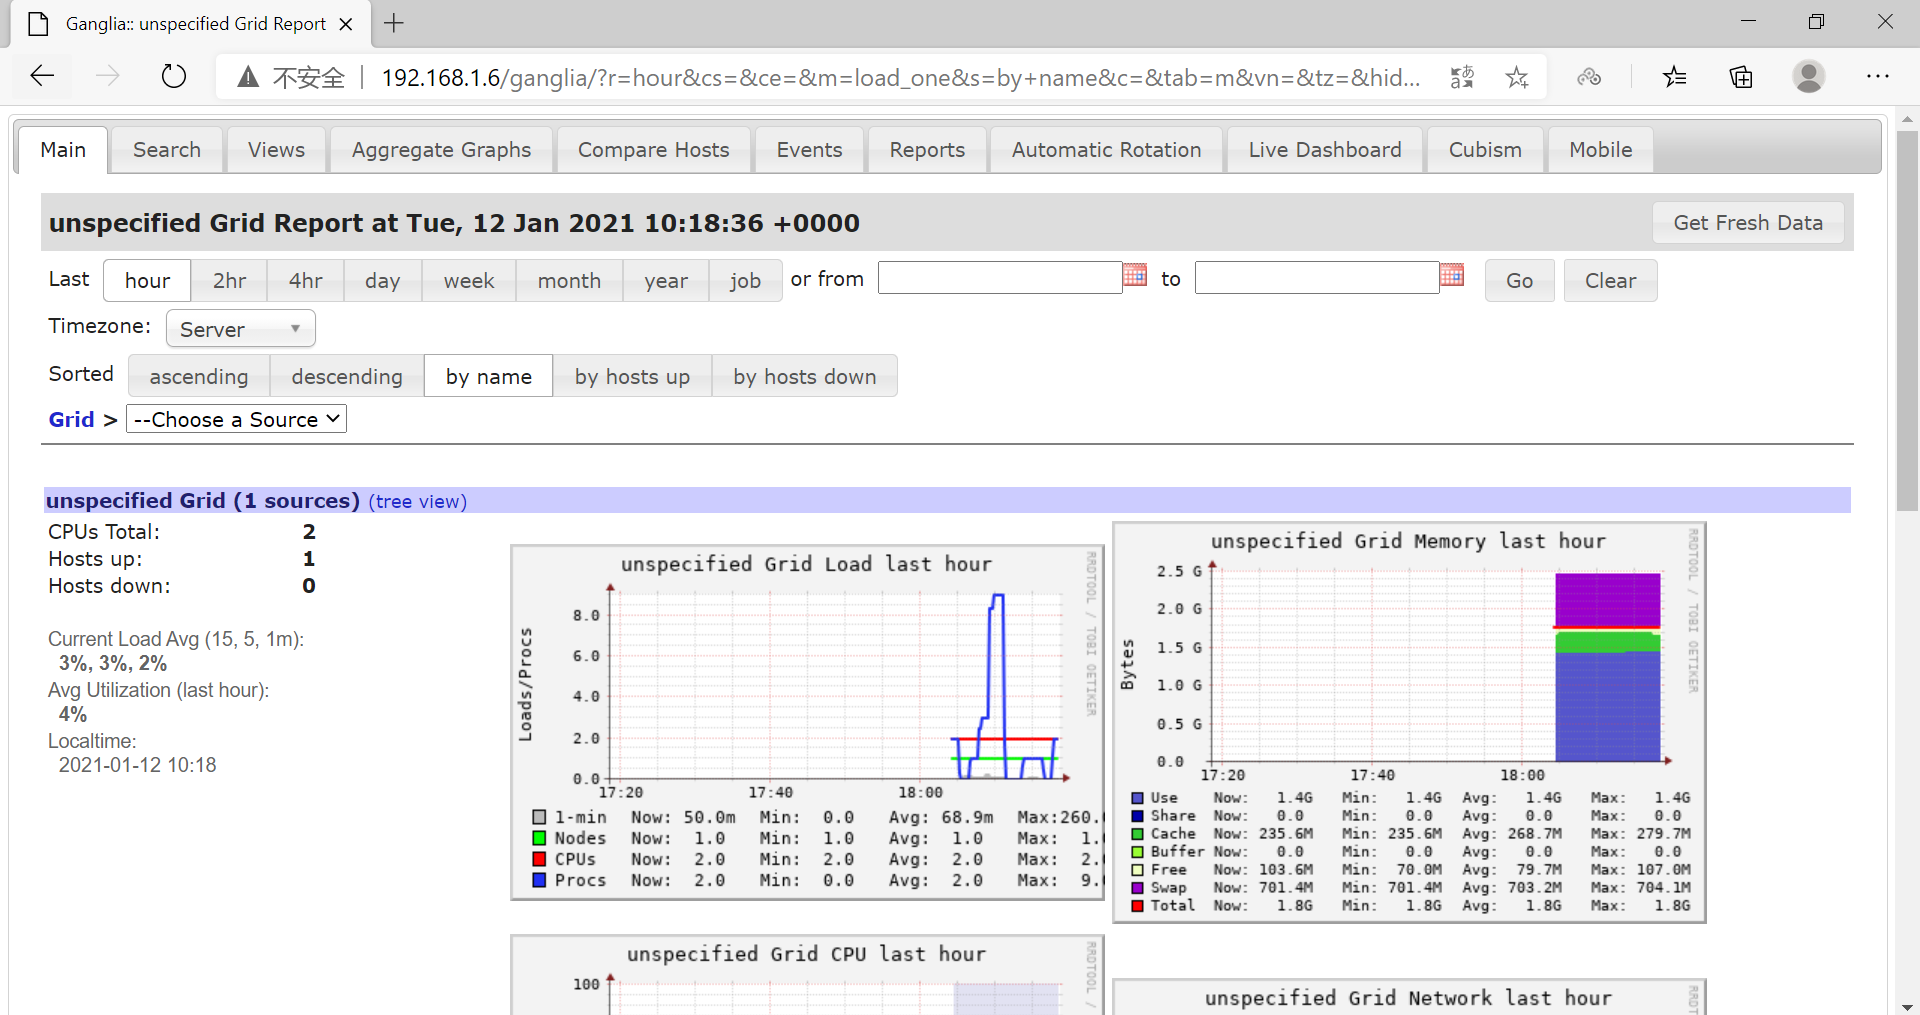 Ganglia:: unspecified Grid Report
不安全 192.168.1.6/ganglia/?r=hour&cs=&ce=&m=load_one&s=by+name&c=&tab=m&vn=&tz=&hid...
Main Search Views Aggregate Graphs Compare Hosts Events Reports Automatic Rotation Live Dashboard Cubism Mobile
unspecified Grid Report at Tue, 12 Jan 2021 10:18:36 +0000 Get Fresh Data
Last hour 2hr 4hr day week month year job or from to Go Clear
Timezone: Server
Sorted ascending descending by name by hosts up by hosts down
Grid > --Choose a Source
unspecified Grid (1 sources) (tree view)
CPUs Total: 2
Hosts up: 1
Hosts down: 0
Current Load Avg (15, 5, 1m):
3%, 3%, 2%
Avg Utilization (last hour):
4%
Localtime:
2021-01-12 10:18
unspecified Grid Load last hour
RRDTOOL / TOBI OETIKER
Loads/Procs
8.0
6.0
4.0
2.0
0.0
17:20 17:40 18:00
1-min Now: 50.0m Min: 0.0 Avg: 68.9m Max:260.
Nodes Now: 1.0 Min: 1.0 Avg: 1.0 Max: 1.
CPUs Now: 2.0 Min: 2.0 Avg: 2.0 Max: 2.
Procs Now: 2.0 Min: 0.0 Avg: 2.0 Max: 9.
unspecified Grid Memory last hour
RRDTOOL / TOBI OETIKER
Bytes
2.5 G
2.0 G
1.5 G
1.0 G
0.5 G
0.0
17:20 17:40 18:00
Use Now: 1.4G Min: 1.4G Avg: 1.4G Max: 1.4G
Share Now: 0.0 Min: 0.0 Avg: 0.0 Max: 0.0
Cache Now: 235.6M Min: 235.6M Avg: 268.7M Max: 279.7M
Buffer Now: 0.0 Min: 0.0 Avg: 0.0 Max: 0.0
Free Now: 103.6M Min: 70.0M Avg: 79.7M Max: 107.0M
Swap Now: 701.4M Min: 701.4M Avg: 703.2M Max: 704.1M
Total Now: 1.8G Min: 1.8G Avg: 1.8G Max: 1.8G
unspecified Grid CPU last hour
RRDTOOL /
100
unspecified Grid Network last hour
RRDT